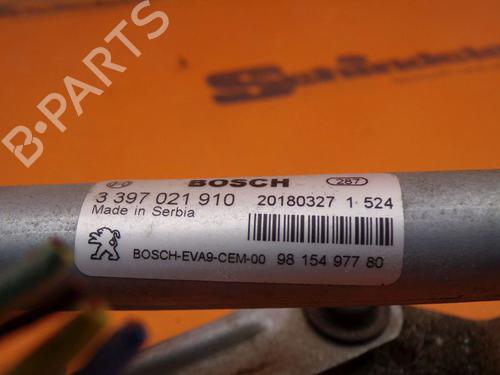 B-PARTS
BOSCH
287
3 397 021 910
20180327 1 524
Made in Serbia
BOSCH-EVA9-CEM-00
98 154 977 80